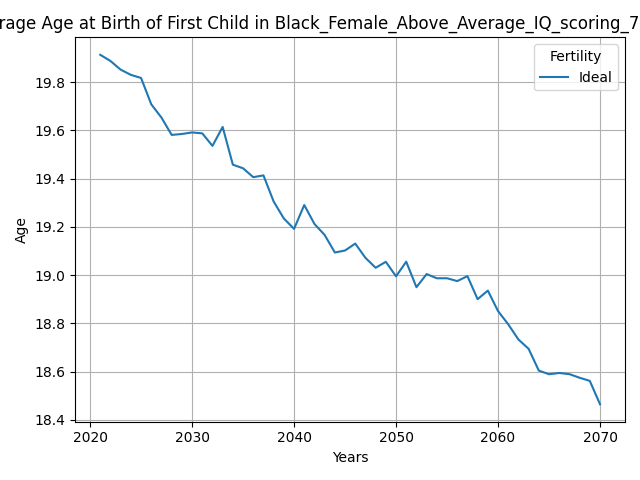 rage Age at Birth of First Child in Black_Female_Above_Average_IQ_scoring_7
Fertility
Ideal
Age
19.8
19.6
19.4
19.2
19.0
18.8
18.6
18.4
2020 2030 2040 2050 2060 2070
Years